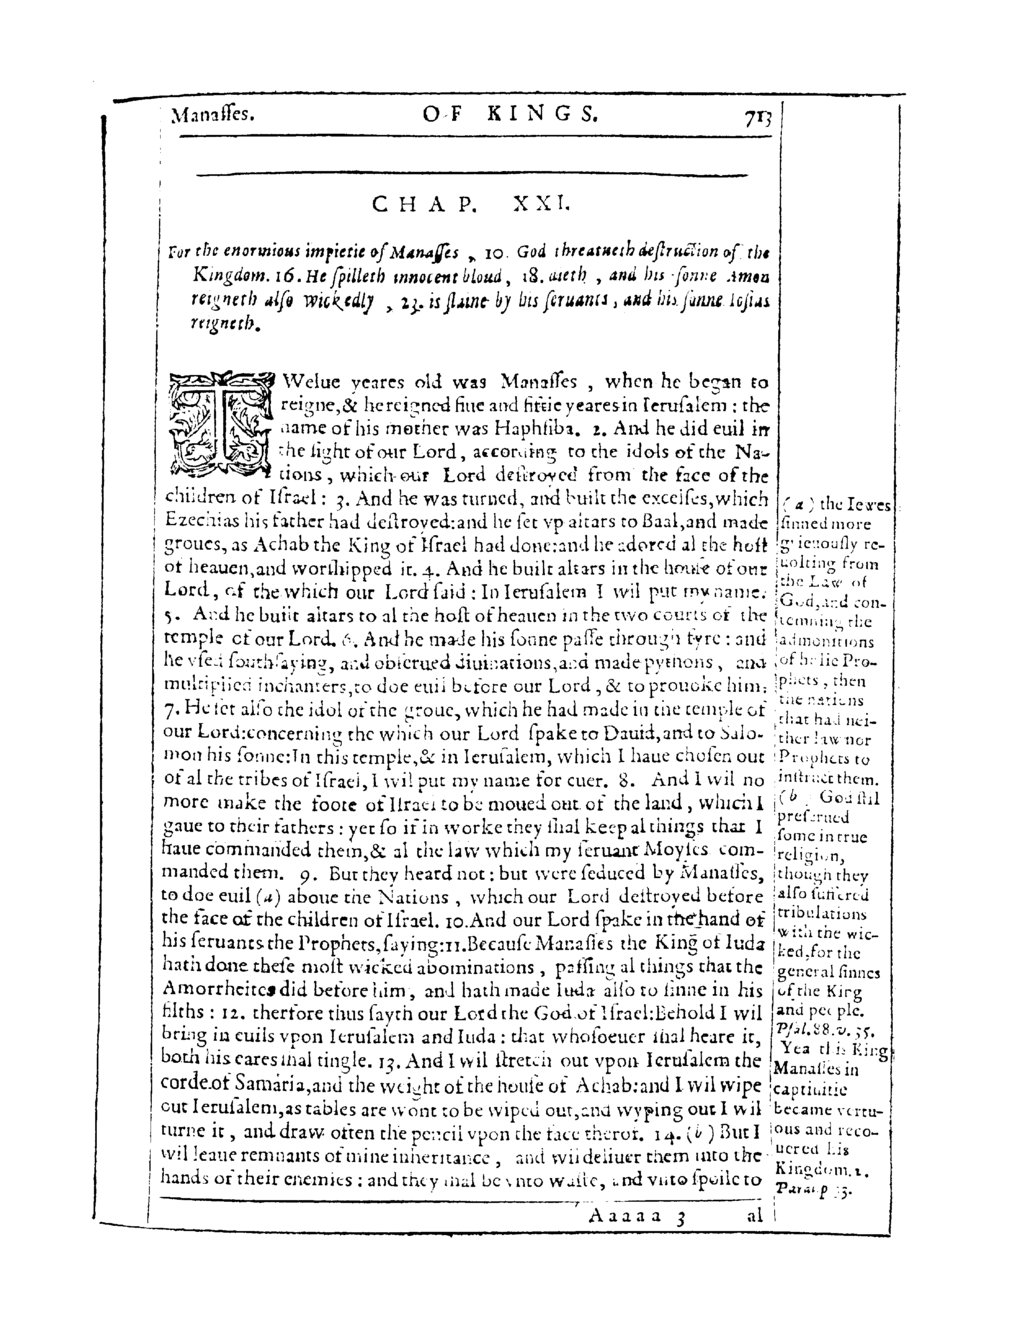 Manaſſes. OF KINGS. 713
CHAP. XXI.
For the enormious impietie of Manaſſes, 10. God threatneth deſtruction of the
Kingdom. 16. He ſpilleth innocent bloud, 18. dieth, and his ſonne Amon
reigneth alſo wickedly, 23. is ſlaine by his ſeruants, and his ſonne Ioſias
reigneth.
TWelue yeares old was Manaſſes, when he began to
reigne,& he reigned fiue and fiftie yeares in Ieruſalem : the
name of his mother was Haphſiba. 2. And he did euil in
the ſight of our Lord, according to the idols of the Na-
tions, which our Lord deſtroyed from the face of the
children of Iſrael : 3. And he was turned, and built the excelſes,which
Ezechias his father had deſtroyed:and he ſet vp altars to Baal,and made
groues, as Achab the King of Iſrael had done:and he adored al the hoſt
of heauen,and worſhipped it. 4. And he built altars in the houſe of our
Lord, of the which our Lord ſaid : In Ieruſalem I wil put my name.
5. And he built altars to al the hoſt of heauen in the two courts of the
temple of our Lord. 6. And he made his ſonne paſſe through fyre : and
he vſed ſouthſaying, and obſerued diuinations,and made pythons, and
multiplied inchanters,to doe euil before our Lord, & to prouoke him.
7. He ſet alſo the idol of the groue, which he had made in the temple of
our Lord:concerning the which our Lord ſpake to Dauid,and to Salo-
mon his ſonne:In this temple,& in Ieruſalem, which I haue choſen out
of al the tribes of Iſrael, I wil put my name for euer. 8. And I wil no
more make the foote of Iſrael to be moued out of the land, which I
gaue to their fathers : yet ſo if in worke they ſhal keep al things that I
haue commanded them,& al the law which my ſeruant Moyſes com-
manded them. 9. But they heard not : but were ſeduced by Manaſſes,
to doe euil (a) aboue the Nations, which our Lord deſtroyed before
the face of the children of Iſrael. 10.And our Lord ſpake in the hand of
his ſeruants the Prophets,ſaying:11.Becauſe Manaſſes the King of Iuda
hath done theſe moſt wicked abominations, paſſing al things that the
Amorrheites did before him, and hath made Iuda alſo to ſinne in his
filths : 12. therfore thus ſayth our Lord the God of Iſrael:Behold I wil
bring in euils vpon Ieruſalem and Iuda : that whoſoeuer ſhal heare it,
both his eares ſhal tingle. 13. And I wil ſtretch out vpon Ieruſalem the
corde of Samaria,and the weight of the houſe of Achab:and I wil wipe
out Ieruſalem,as tables are wont to be wiped out,and wyping out I wil
turne it, and draw often the pencil vpon the face therof. 14. (b) But I
wil leaue remnants of mine inheritance, and wil deliuer them into the
hands of their enemies : and they ſhal be vnto waſte, and vnto ſpoile to
(a) the Iewes
ſinned more
grieuouſly re-
uolting from
the Law of
God,and con-
temning the
admonitions
of holie Pro-
phets, then
the nations
that had nei-
ther law nor
Prophets to
inſtruct them.
(b God ſtil
preſerued
ſome in true
religion,
though they
alſo ſuffered
tribulations
with the wic-
ked,for the
general ſinnes
of the King
and people.
Pſal.88.v.35.
Yea this King
Manaſſes in
captiuitie
became vertu-
ous and reco-
uered his
Kingdom. 2.
Paralip 33.
Aaaaa 3 al